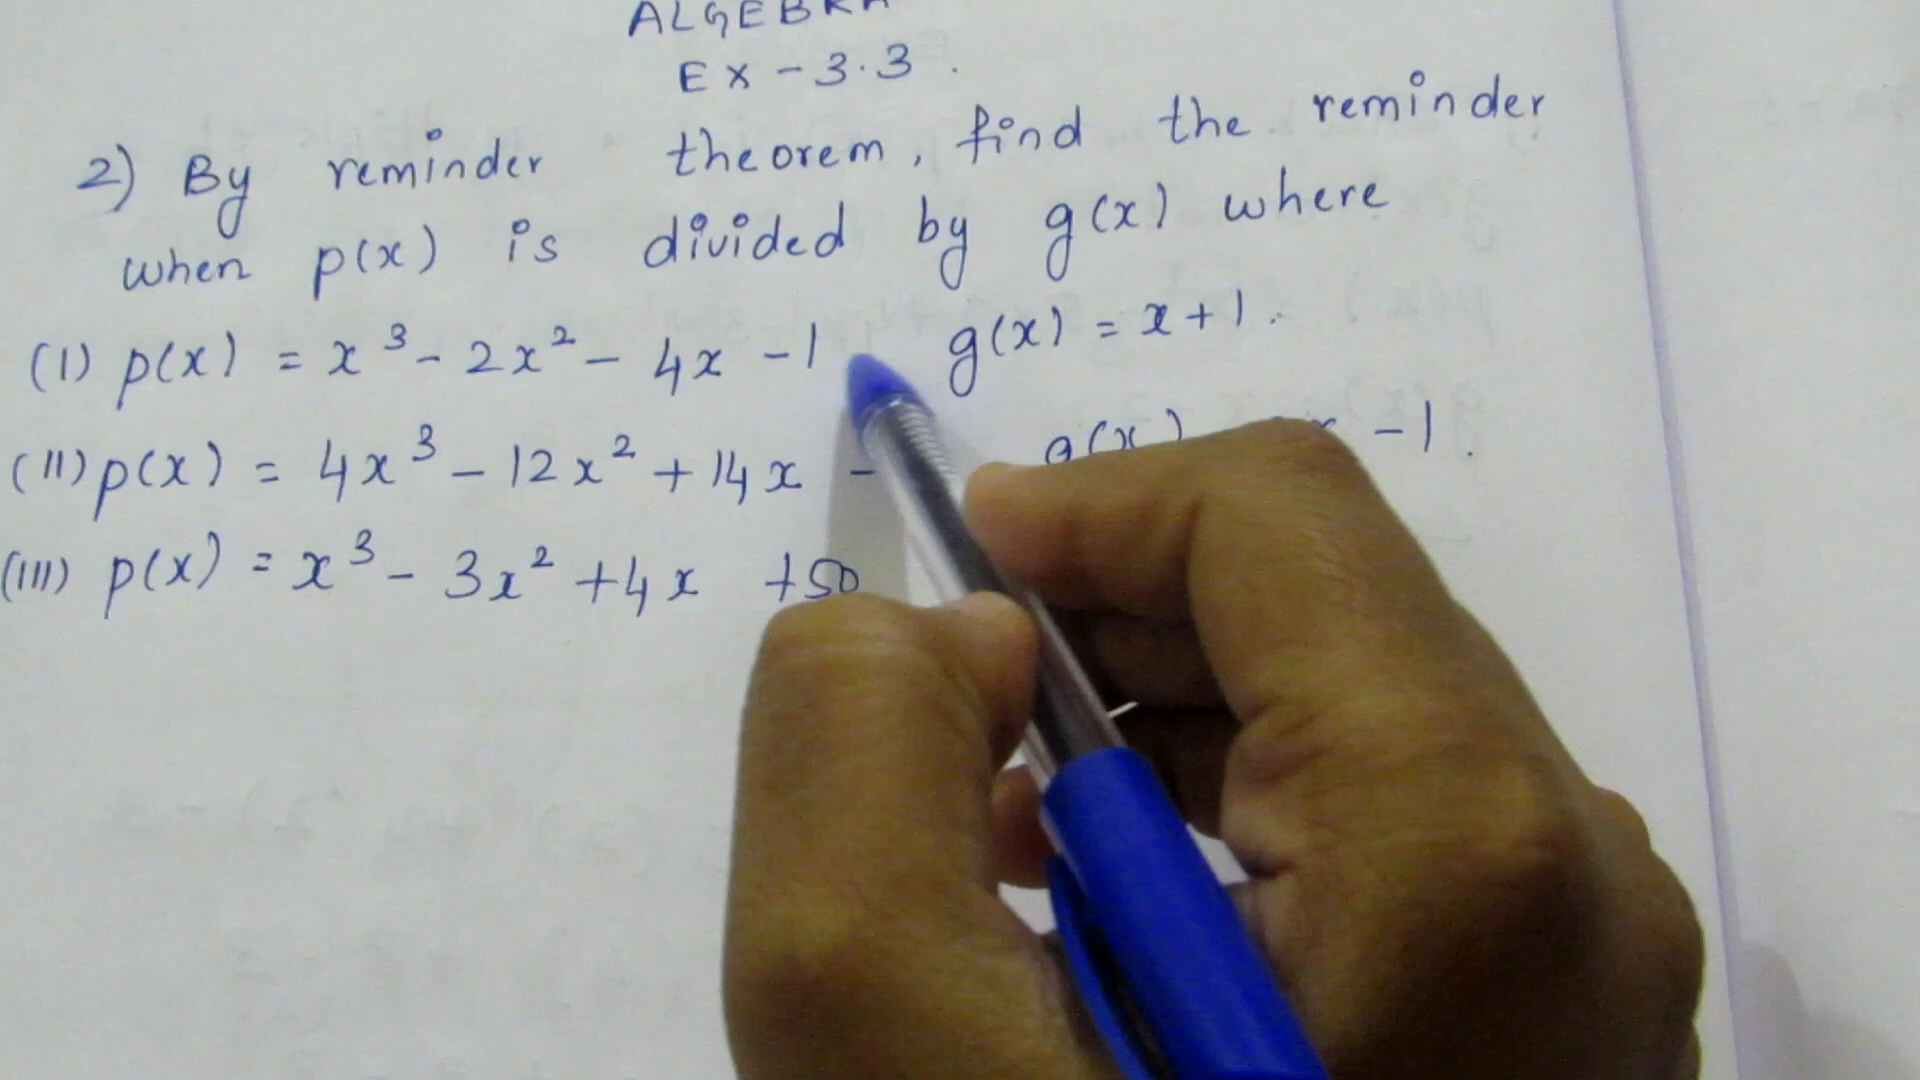 ALGEBRA
EX - 3.3.
2) By reminder theorem, find the reminder
when p(x) is divided by g(x) where
(I) p(x) = x³ - 2x² - 4x - 1 g(x) = x + 1.
(II) p(x) = 4x³ - 12x² + 14x - g(x) x - 1.
(III) p(x) = x³ - 3x² + 4x + 50